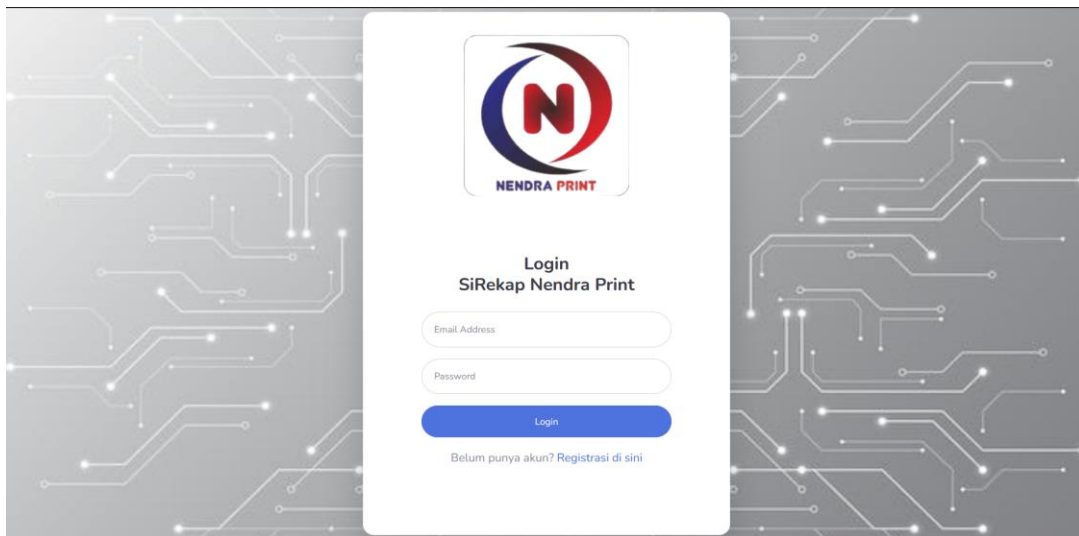 N
NENDRA PRINT
Login
SiRekap Nendra Print
Email Address
Password
Login
Belum punya akun? Registrasi di sini